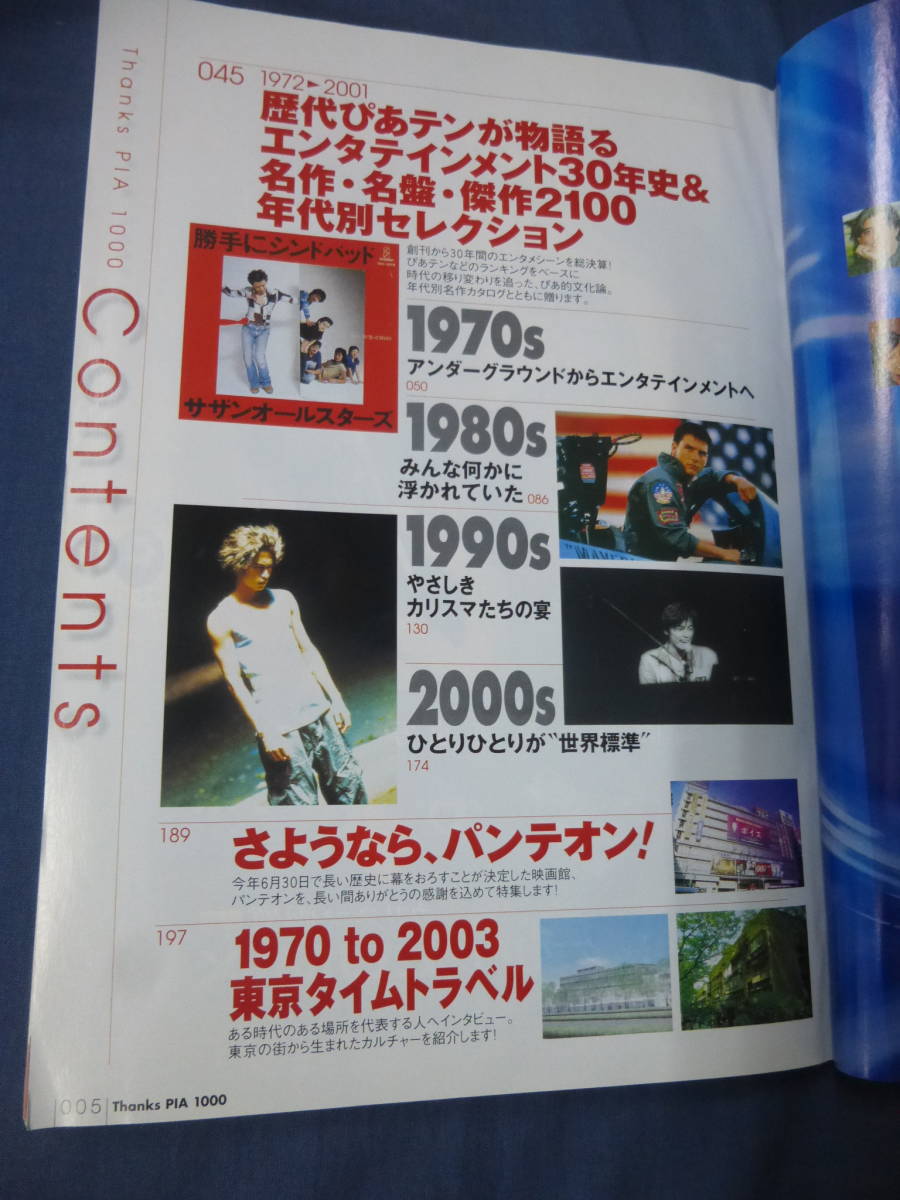 Thanks PIA 1000
Contents
045
1972▶2001
歴代ぴあテンが物語る
エンタテインメント30年史&
名作・名盤・傑作2100
年代別セレクション
創刊から30年間のエンタメシーンを総決算!
ぴあテンなどのランキングをベースに
時代の移り変わりを追った、ぴあ的文化論。
年代別名作カタログとともに贈ります。
勝手にシンドバッド
サザンオールスターズ
1970s
アンダーグラウンドからエンタテインメントへ
050
1980s
みんな何かに
浮かれていた 086
1990s
やさしき
カリスマたちの宴
130
2000s
ひとりひとりが“世界標準”
174
189
さようなら、パンテオン!
今年6月30日で長い歴史に幕をおろすことが決定した映画館、
パンテオンを、長い間ありがとうの感謝を込めて特集します!
ボイス
197
1970 to 2003
東京タイムトラベル
ある時代のある場所を代表する人へインタビュー。
東京の街から生まれたカルチャーを紹介します!
005 Thanks PIA 1000